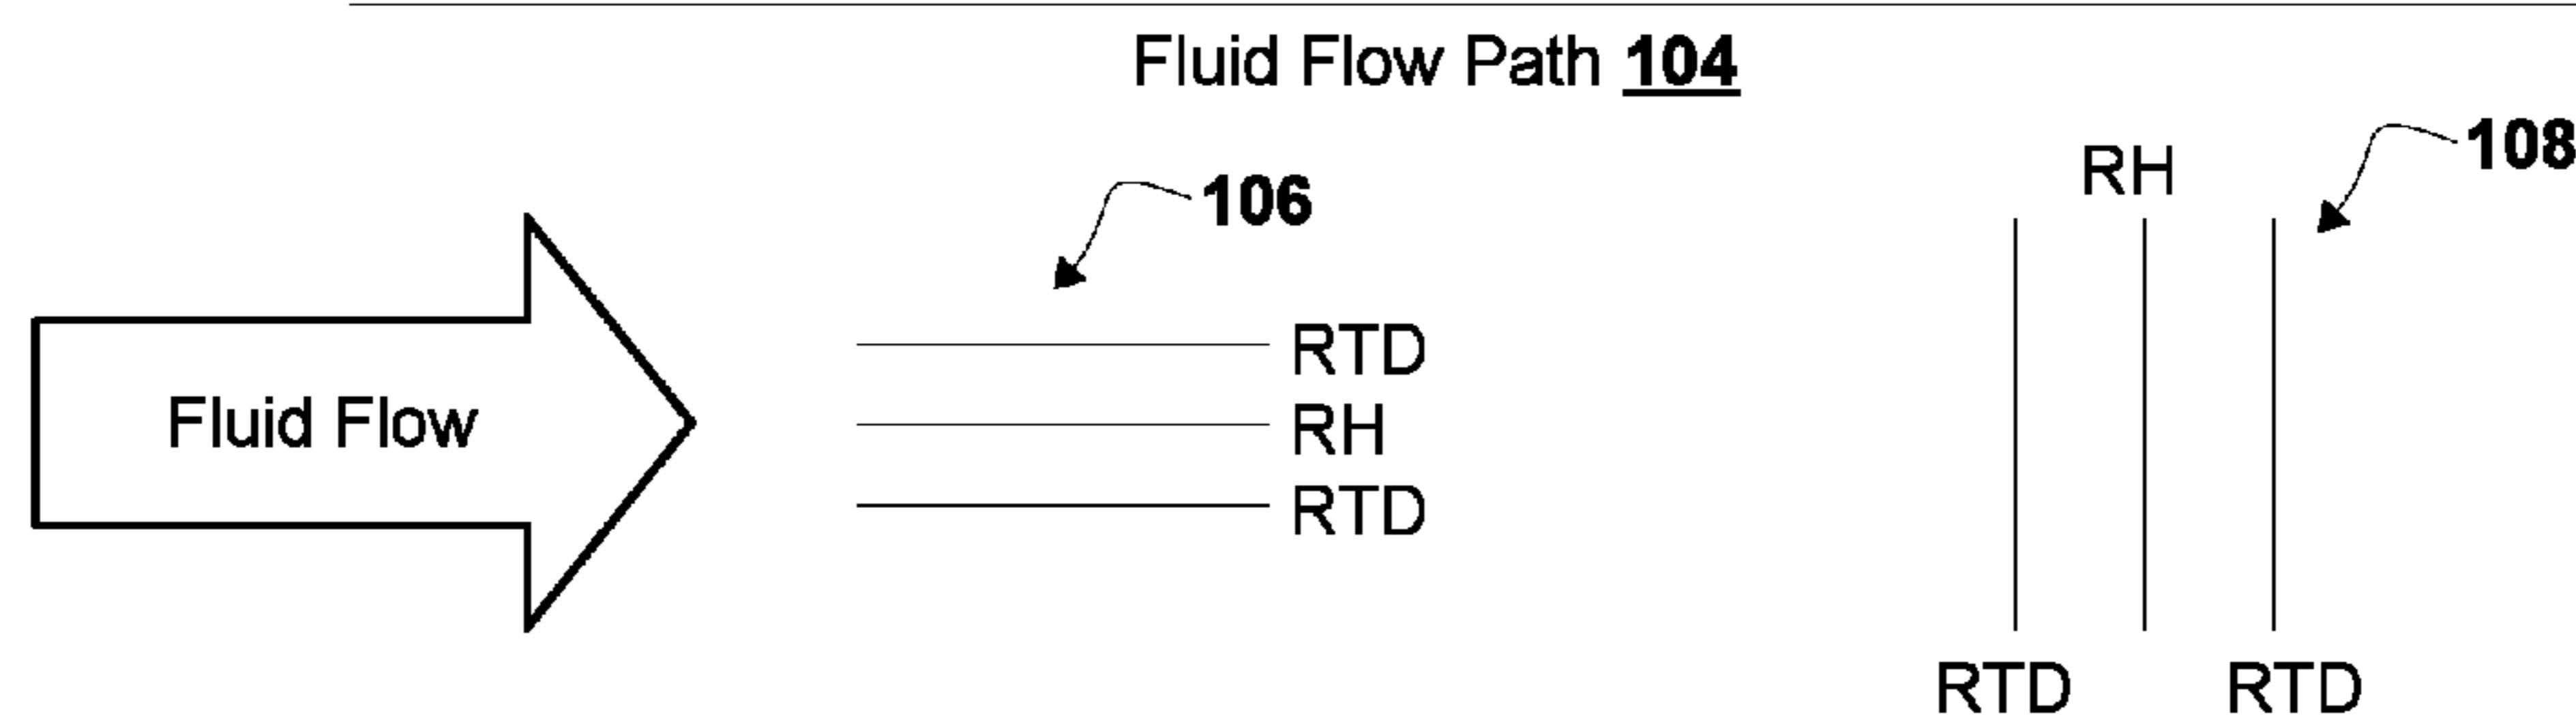 Fluid Flow Path 104
108
RH
106
RTD
Fluid Flow
RH
RTD
RTD RTD